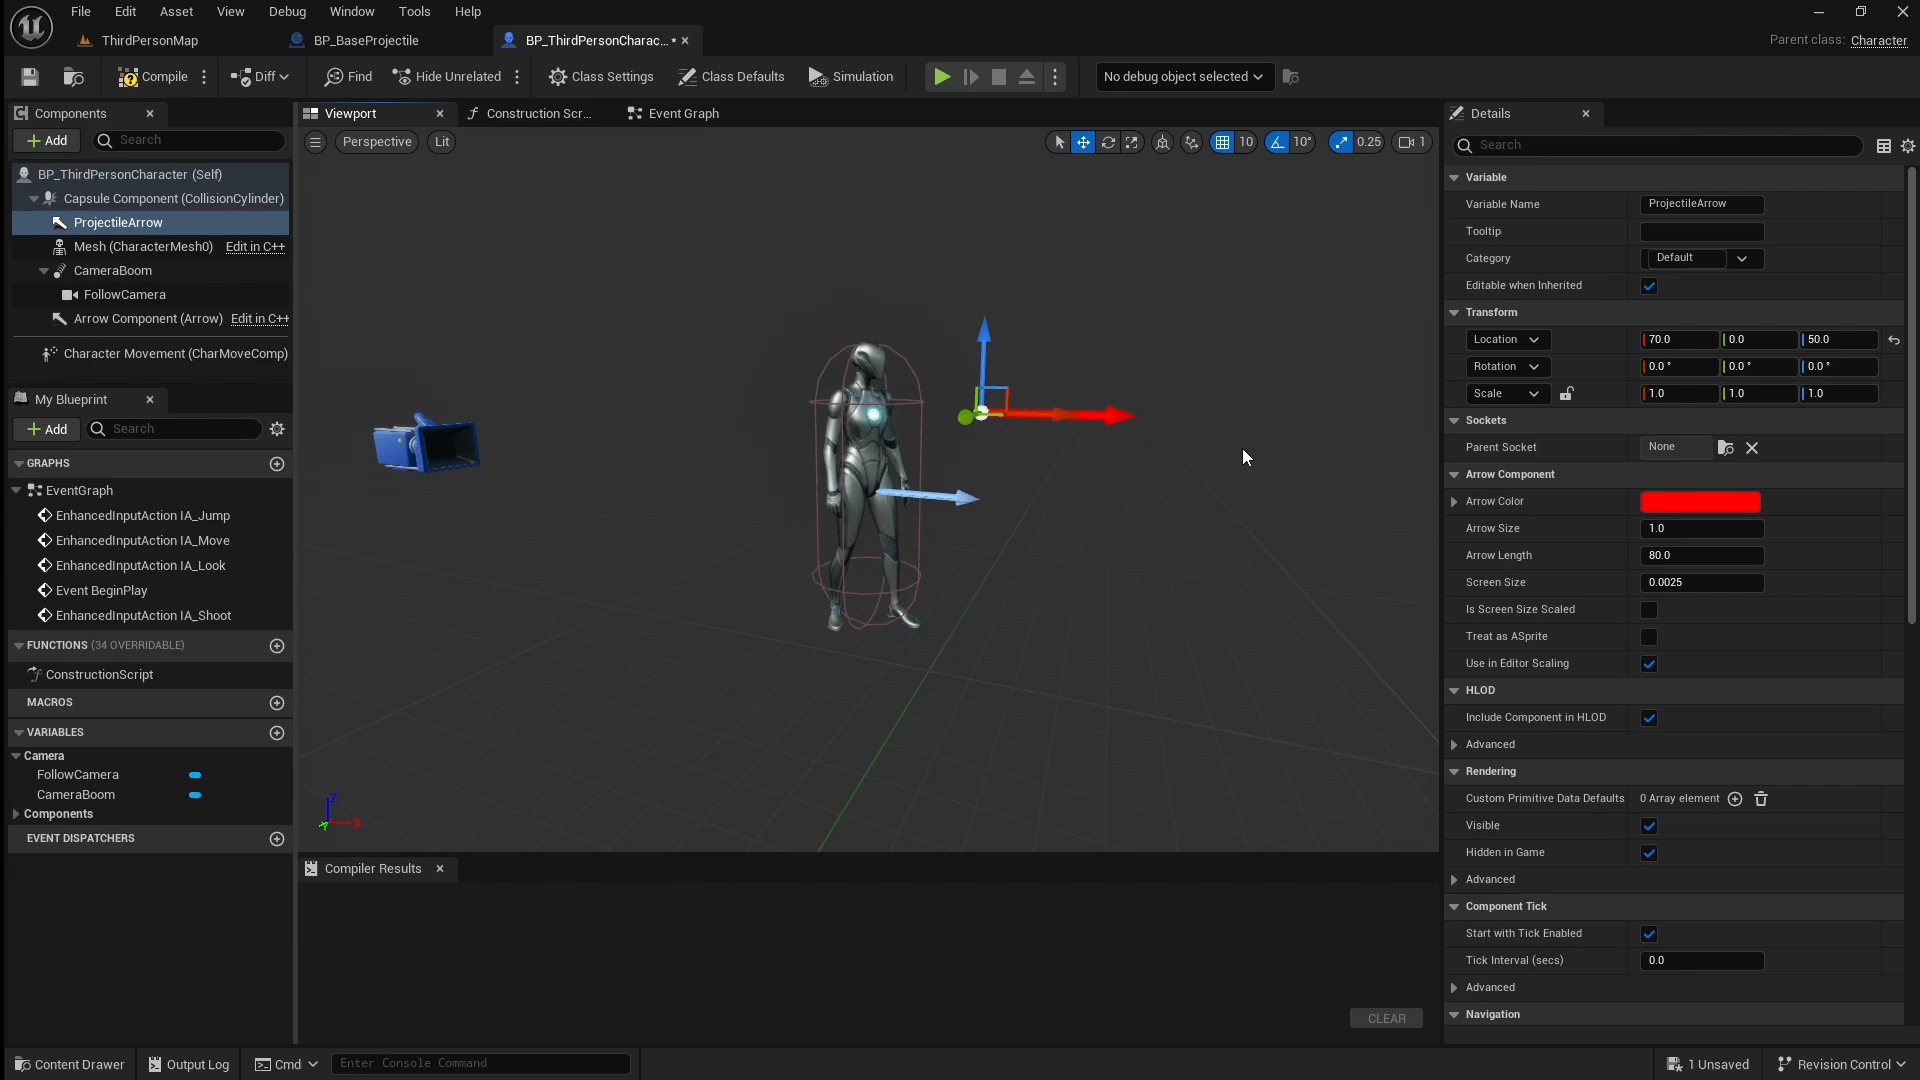 File Edit Asset View Debug Window Tools Help
ThirdPersonMap BP_BaseProjectile BP_ThirdPersonCharac... * Parent class: Character
Compile Diff Find Hide Unrelated Class Settings Class Defaults Simulation No debug object selected
Components
Add Search
BP_ThirdPersonCharacter (Self)
Capsule Component (CollisionCylinder)
ProjectileArrow
Mesh (CharacterMesh0) Edit in C++
CameraBoom
FollowCamera
Arrow Component (Arrow) Edit in C++
Character Movement (CharMoveComp)
My Blueprint
Add Search
GRAPHS
EventGraph
EnhancedInputAction IA_Jump
EnhancedInputAction IA_Move
EnhancedInputAction IA_Look
Event BeginPlay
EnhancedInputAction IA_Shoot
FUNCTIONS (34 OVERRIDABLE)
ConstructionScript
MACROS
VARIABLES
Camera
FollowCamera
CameraBoom
Components
EVENT DISPATCHERS
Viewport Construction Scr... Event Graph
Perspective Lit 10 10° 0.25 1
Z
Y X
Compiler Results
CLEAR
Details
Search
Variable
Variable Name ProjectileArrow
Tooltip
Category Default
Editable when Inherited
Transform
Location 70.0 0.0 50.0
Rotation 0.0 ° 0.0 ° 0.0 °
Scale 1.0 1.0 1.0
Sockets
Parent Socket None
Arrow Component
Arrow Color
Arrow Size 1.0
Arrow Length 80.0
Screen Size 0.0025
Is Screen Size Scaled
Treat as ASprite
Use in Editor Scaling
HLOD
Include Component in HLOD
Advanced
Rendering
Custom Primitive Data Defaults 0 Array element
Visible
Hidden in Game
Advanced
Component Tick
Start with Tick Enabled
Tick Interval (secs) 0.0
Advanced
Navigation
Content Drawer Output Log Cmd Enter Console Command 1 Unsaved Revision Control